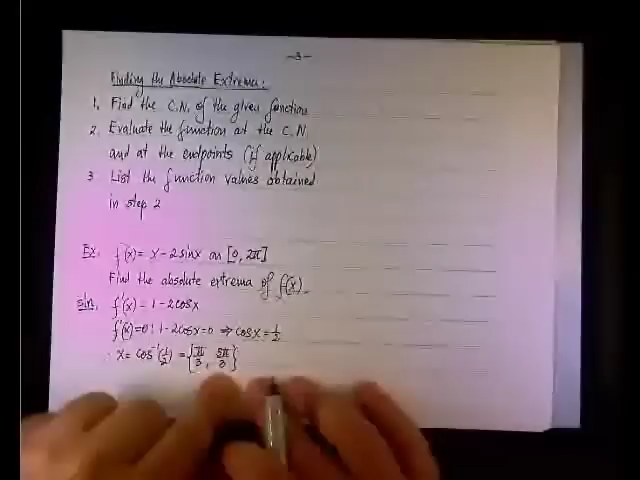 -3-
Finding the Absolute Extrema:
1. Find the C.N. of the given function
2. Evaluate the function at the C.N.
and at the endpoints (if applicable)
3. List the function values obtained
in step 2
Ex. f(x)= x-2sinx on [0, 2π]
Find the absolute extrema of f(x).
soln. f'(x)= 1-2cosx
f'(x)=0: 1-2cosx=0 ⇒ cosx=1/2
∴ x= cos⁻¹(1/2) = {π/3, 5π/3}